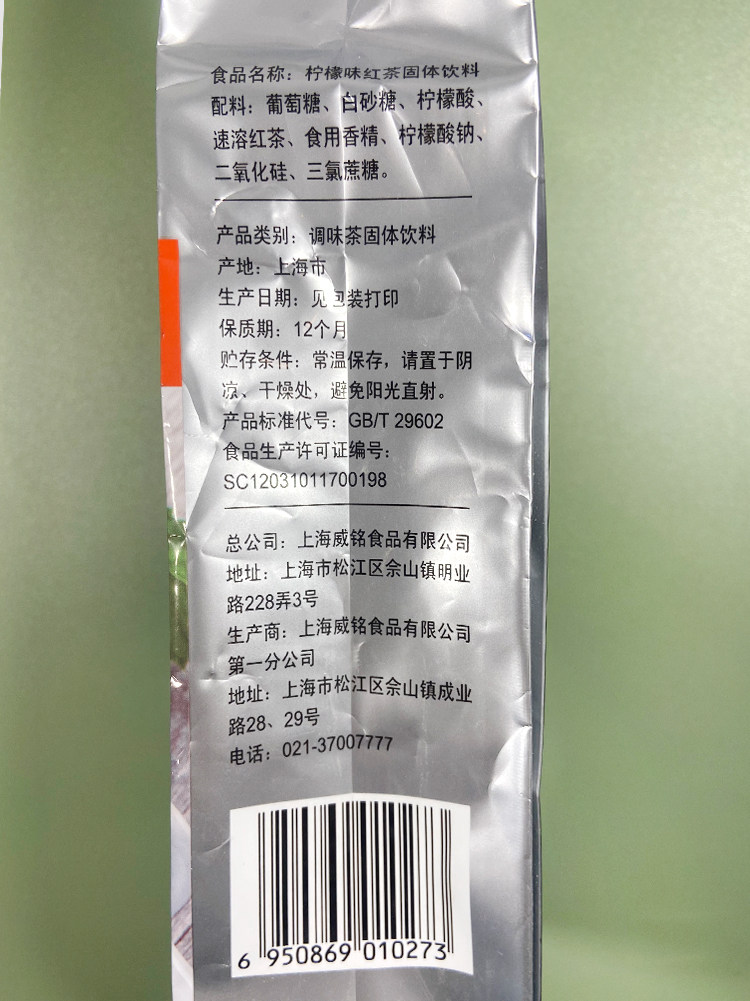 食品名称：柠檬味红茶固体饮料
配料：葡萄糖、白砂糖、柠檬酸、
速溶红茶、食用香精、柠檬酸钠、
二氧化硅、三氯蔗糖。
产品类别：调味茶固体饮料
产地：上海市
生产日期：见包装打印
保质期：12个月
贮存条件：常温保存，请置于阴
凉、干燥处，避免阳光直射。
产品标准代号：GB/T 29602
食品生产许可证编号：
SC12031011700198
总公司：上海威铭食品有限公司
地址：上海市松江区佘山镇明业
路228弄3号
生产商：上海威铭食品有限公司
第一分公司
地址：上海市松江区佘山镇成业
路28、29号
电话：021-37007777
6 950869 010273